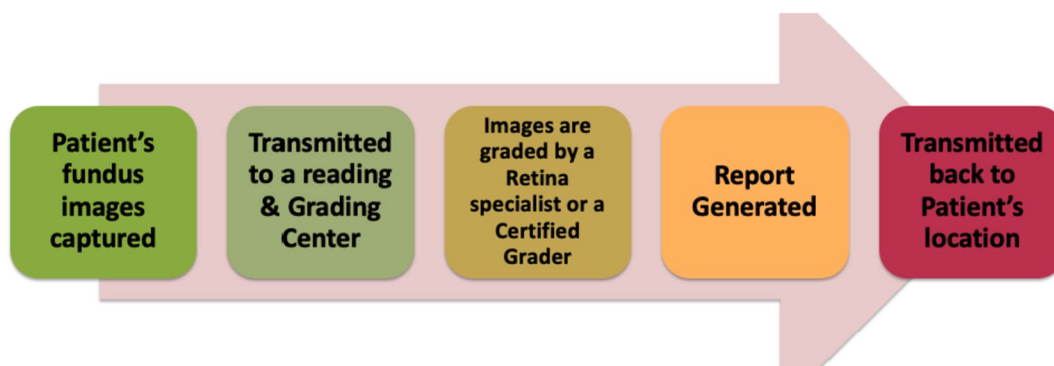 Patient's
fundus
images
captured
Transmitted
to a reading
& Grading
Center
Images are
graded by a
Retina
specialist or a
Certified
Grader
Report
Generated
Transmitted
back to
Patient's
location